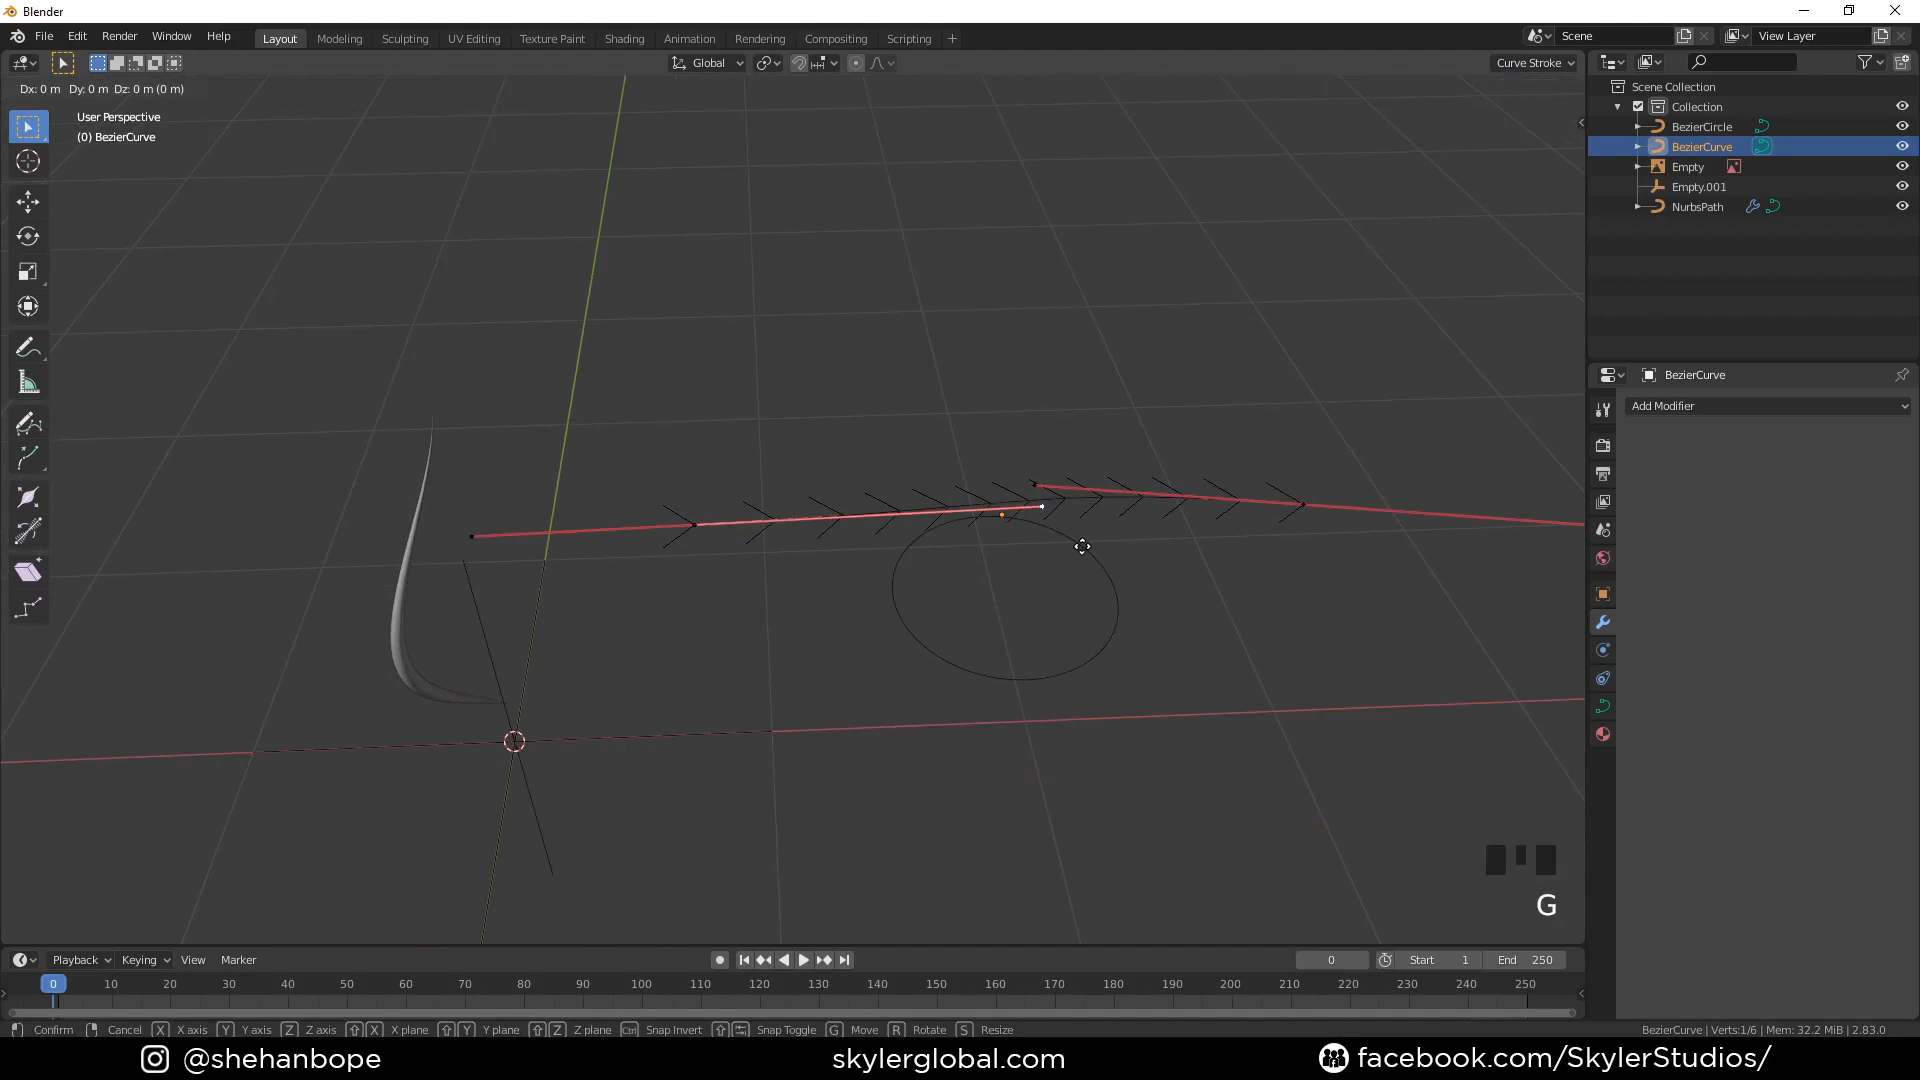 Blender
File Edit Render Window Help
Layout Modeling Sculpting UV Editing Texture Paint Shading Animation Rendering Compositing Scripting +
Scene
View Layer
Global
Curve Stroke
Dx: 0 m Dy: 0 m Dz: 0 m (0 m)
User Perspective
(0) BezierCurve
Scene Collection
Collection
BezierCircle
BezierCurve
Empty
Empty.001
NurbsPath
BezierCurve
Add Modifier
G
Playback Keying View Marker
0 Start 1 End 250
0 10 20 30 40 50 60 70 80 90 100 110 120 130 140 150 160 170 180 190 200 210 220 230 240 250
Confirm Cancel X X axis Y Y axis Z Z axis X X plane Y Y plane Z Z plane Ctrl Snap Invert Snap Toggle G Move R Rotate S Resize
BezierCurve | Verts:1/6 | Mem: 32.2 MiB | 2.83.0
@shehanbope
skylerglobal.com
facebook.com/SkylerStudios/